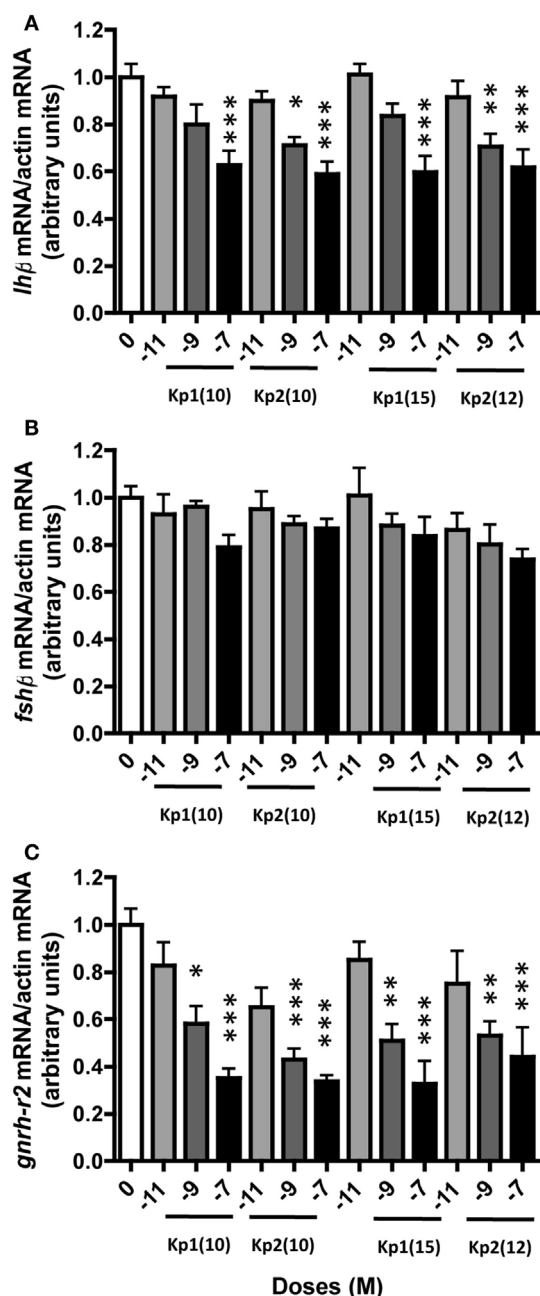 A
lhβ mRNA/actin mRNA
(arbitrary units)
1.2
1.0
0.8
0.6
0.4
0.2
0.0
*** * *** *** ** ***
0 -11 -9 -7 -11 -9 -7 -11 -9 -7 -11 -9 -7
Kp1(10) Kp2(10) Kp1(15) Kp2(12)
B
fshβ mRNA/actin mRNA
(arbitrary units)
1.2
1.0
0.8
0.6
0.4
0.2
0.0
0 -11 -9 -7 -11 -9 -7 -11 -9 -7 -11 -9 -7
Kp1(10) Kp2(10) Kp1(15) Kp2(12)
C
gnrh-r2 mRNA/actin mRNA
(arbitrary units)
1.2
1.0
0.8
0.6
0.4
0.2
0.0
* *** *** *** ** *** ** ***
0 -11 -9 -7 -11 -9 -7 -11 -9 -7 -11 -9 -7
Kp1(10) Kp2(10) Kp1(15) Kp2(12)
Doses (M)